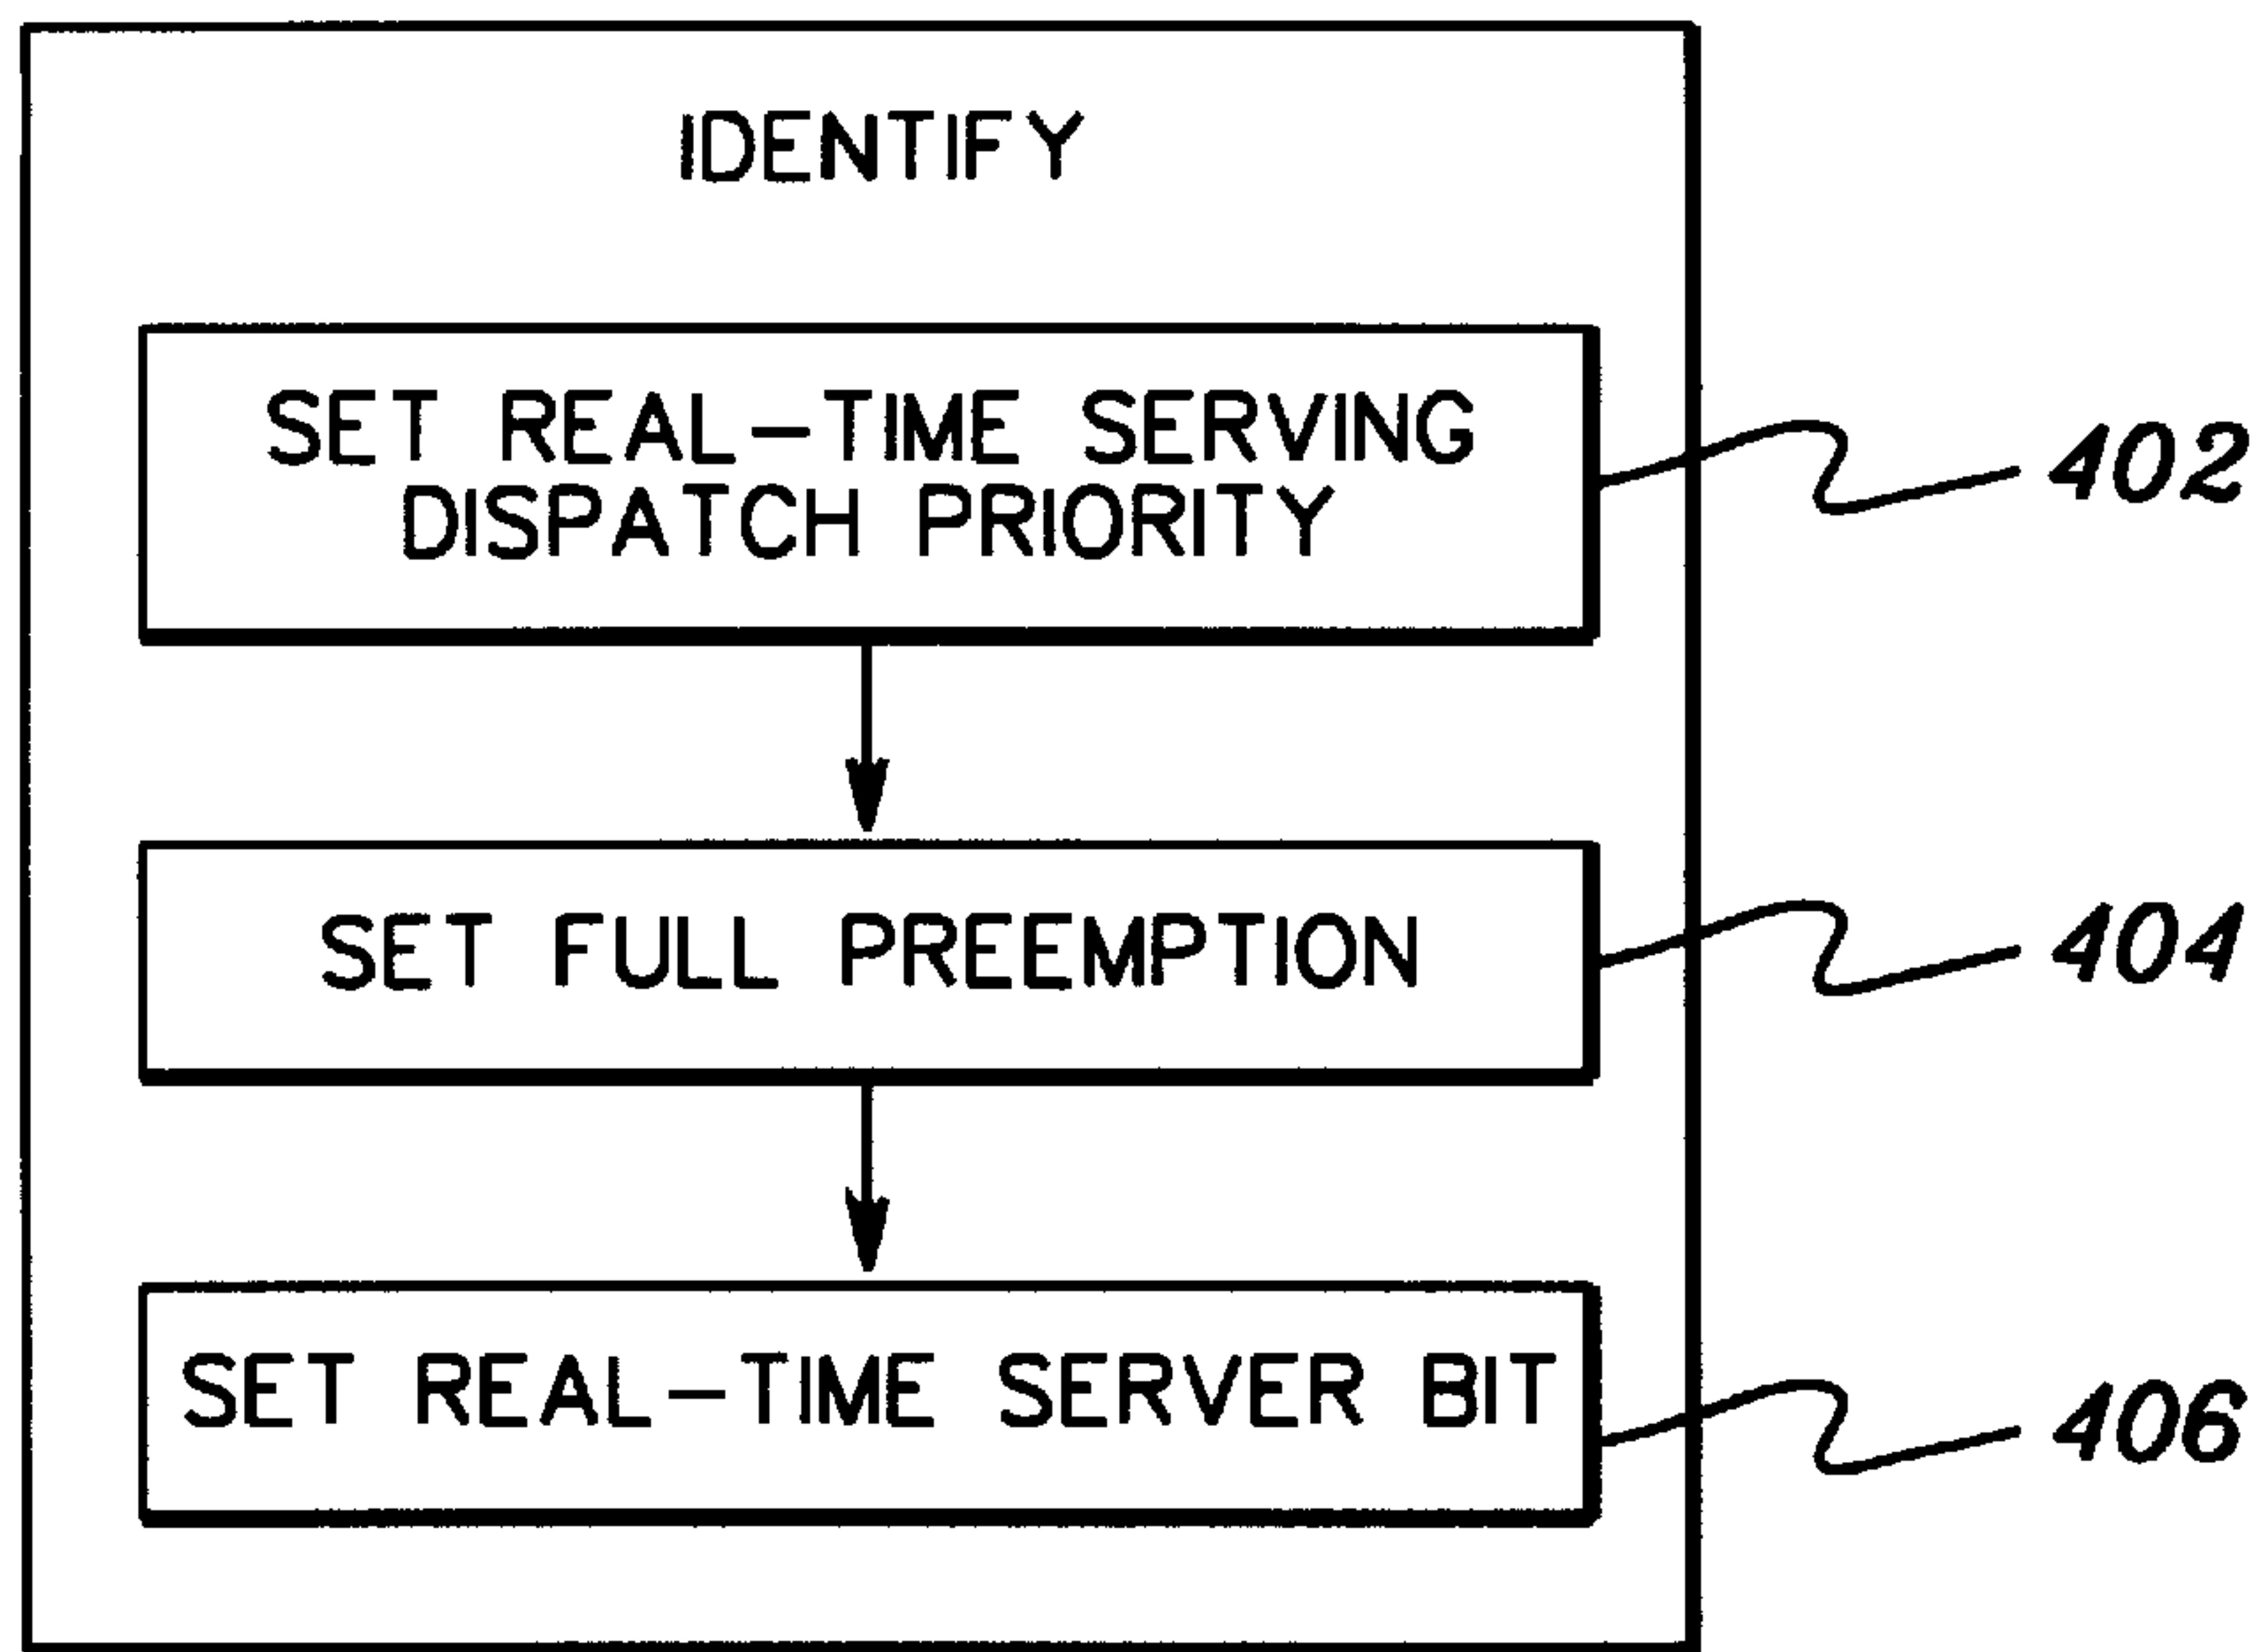 IDENTIFY
SET REAL-TIME SERVING
DISPATCH PRIORITY
402
SET FULL PREEMPTION
404
SET REAL-TIME SERVER BIT
406